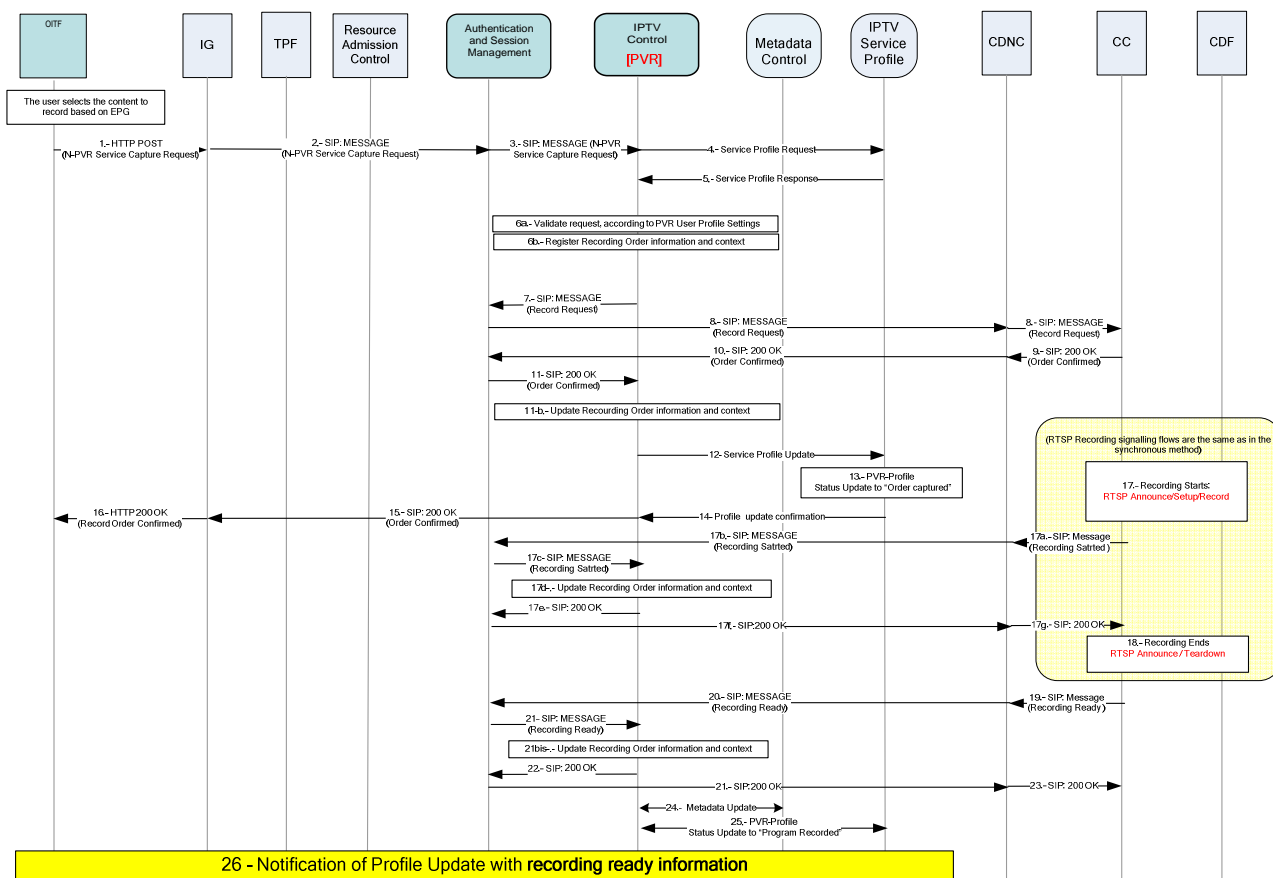 OITF
IG
TPF
Resource
Admission
Control
Authentication
and Session
Management
IPTV
Control
[PVR]
Metadata
Control
IPTV
Service
Profile
CDNC
CC
CDF
The user selects the content to
record based on EPG
1.- HTTP POST
(N-PVR Service Capture Request)
2.- SIP: MESSAGE
(N-PVR Service Capture Request)
3.- SIP: MESSAGE (N-PVR
Service Capture Request)
4.- Service Profile Request
5.- Service Profile Response
6a.- Validate request, according to PVR User Profile Settings
6b.- Register Recording Order information and context
7.- SIP: MESSAGE
(Record Request)
8.- SIP: MESSAGE
(Record Request)
8.- SIP: MESSAGE
(Record Request)
10.- SIP: 200 OK
(Order Confirmed)
9.- SIP: 200 OK
(Order Confirmed)
11- SIP: 200 OK
(Order Confirmed)
11-b.- Update Recourding Order information and context
(RTSP Recording signalling flows are the same as in the
synchronous method)
12- Service Profile Update
13.- PVR-Profile
Status Update to "Order captured"
17.- Recording Starts:
RTSP Announce/Setup/Record
16.- HTTP 200 OK
(Record Order Confirmed)
15.- SIP: 200 OK
(Order Confirmed)
14- Profile update confirmation
17b.- SIP: MESSAGE
(Recording Satrted)
17a.- SIP: Message
(Recording Satrted)
17c- SIP: MESSAGE
(Recording Satrted)
17d-.- Update Recording Order information and context
17e.- SIP: 200 OK
17f.- SIP:200 OK
17g.- SIP: 200 OK
18.- Recording Ends
RTSP Announce / Teardown
20.- SIP: MESSAGE
(Recording Ready)
19.- SIP: Message
(Recording Ready)
21- SIP: MESSAGE
(Recording Ready)
21bis-.- Update Recording Order information and context
22.- SIP: 200 OK
21.- SIP:200 OK
23.- SIP: 200 OK
24.- Metadata Update
25.- PVR-Profile
Status Update to "Program Recorded"
26 - Notification of Profile Update with recording ready information